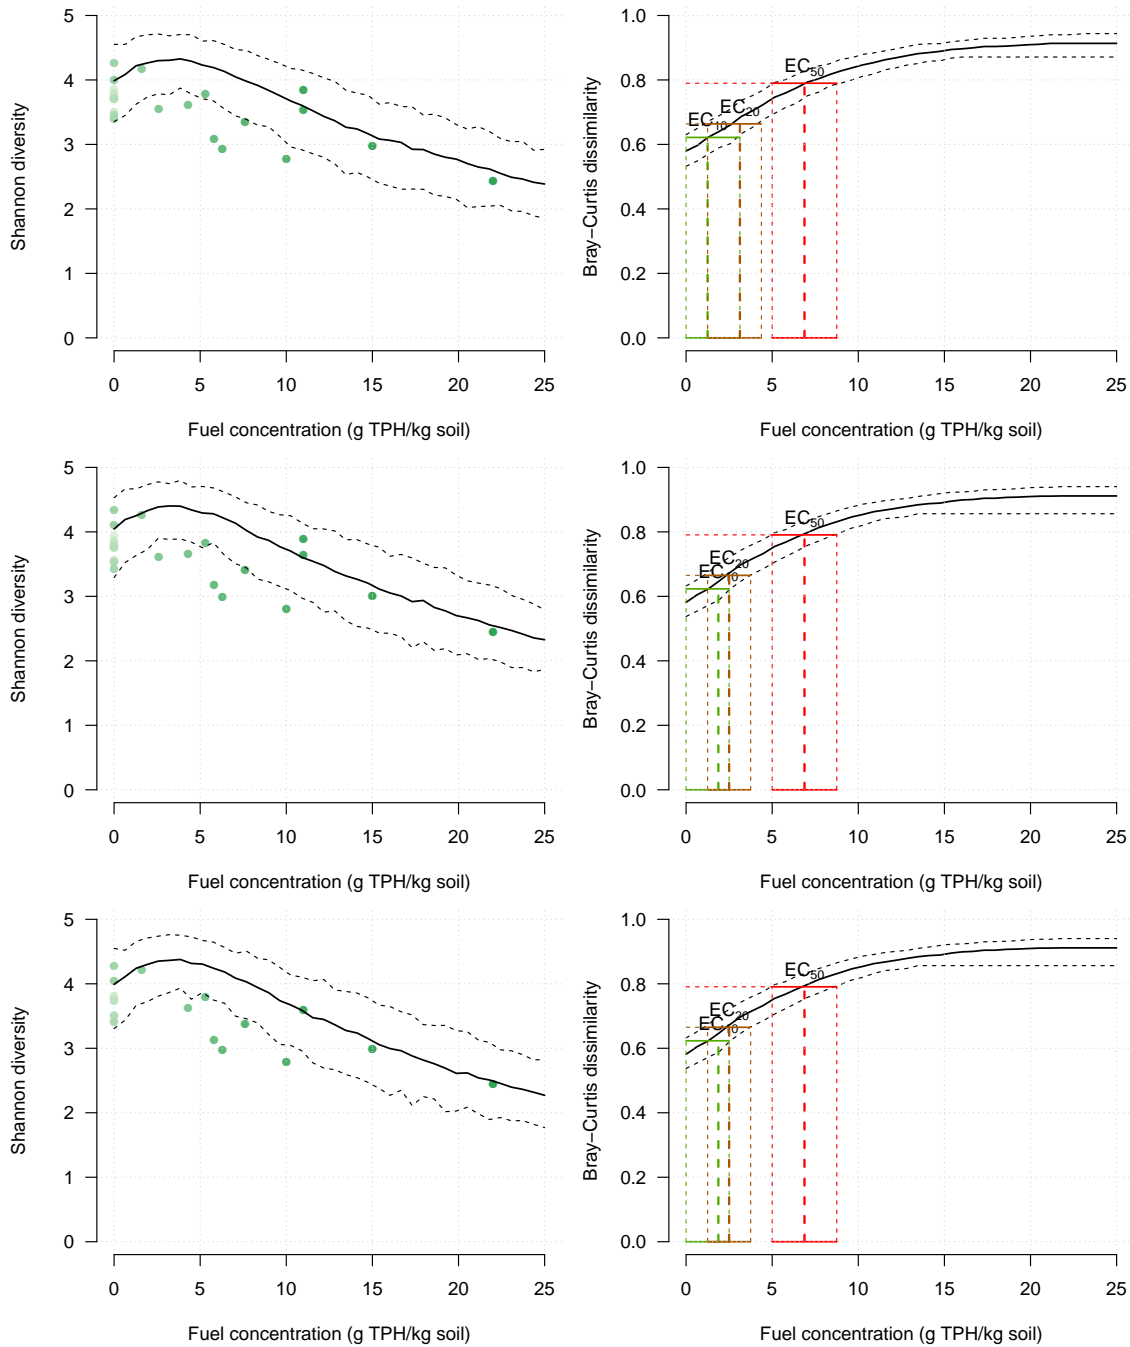 5
4
3
2
1
0
Shannon diversity
0 5 10 15 20 25
Fuel concentration (g TPH/kg soil)
1.0
0.8
0.6
0.4
0.2
0.0
Bray−Curtis dissimilarity
EC50
EC20
EC10
0 5 10 15 20 25
Fuel concentration (g TPH/kg soil)
5
4
3
2
1
0
Shannon diversity
0 5 10 15 20 25
Fuel concentration (g TPH/kg soil)
1.0
0.8
0.6
0.4
0.2
0.0
Bray−Curtis dissimilarity
EC50
EC20
EC10
0 5 10 15 20 25
Fuel concentration (g TPH/kg soil)
5
4
3
2
1
0
Shannon diversity
0 5 10 15 20 25
Fuel concentration (g TPH/kg soil)
1.0
0.8
0.6
0.4
0.2
0.0
Bray−Curtis dissimilarity
EC50
EC20
EC10
0 5 10 15 20 25
Fuel concentration (g TPH/kg soil)